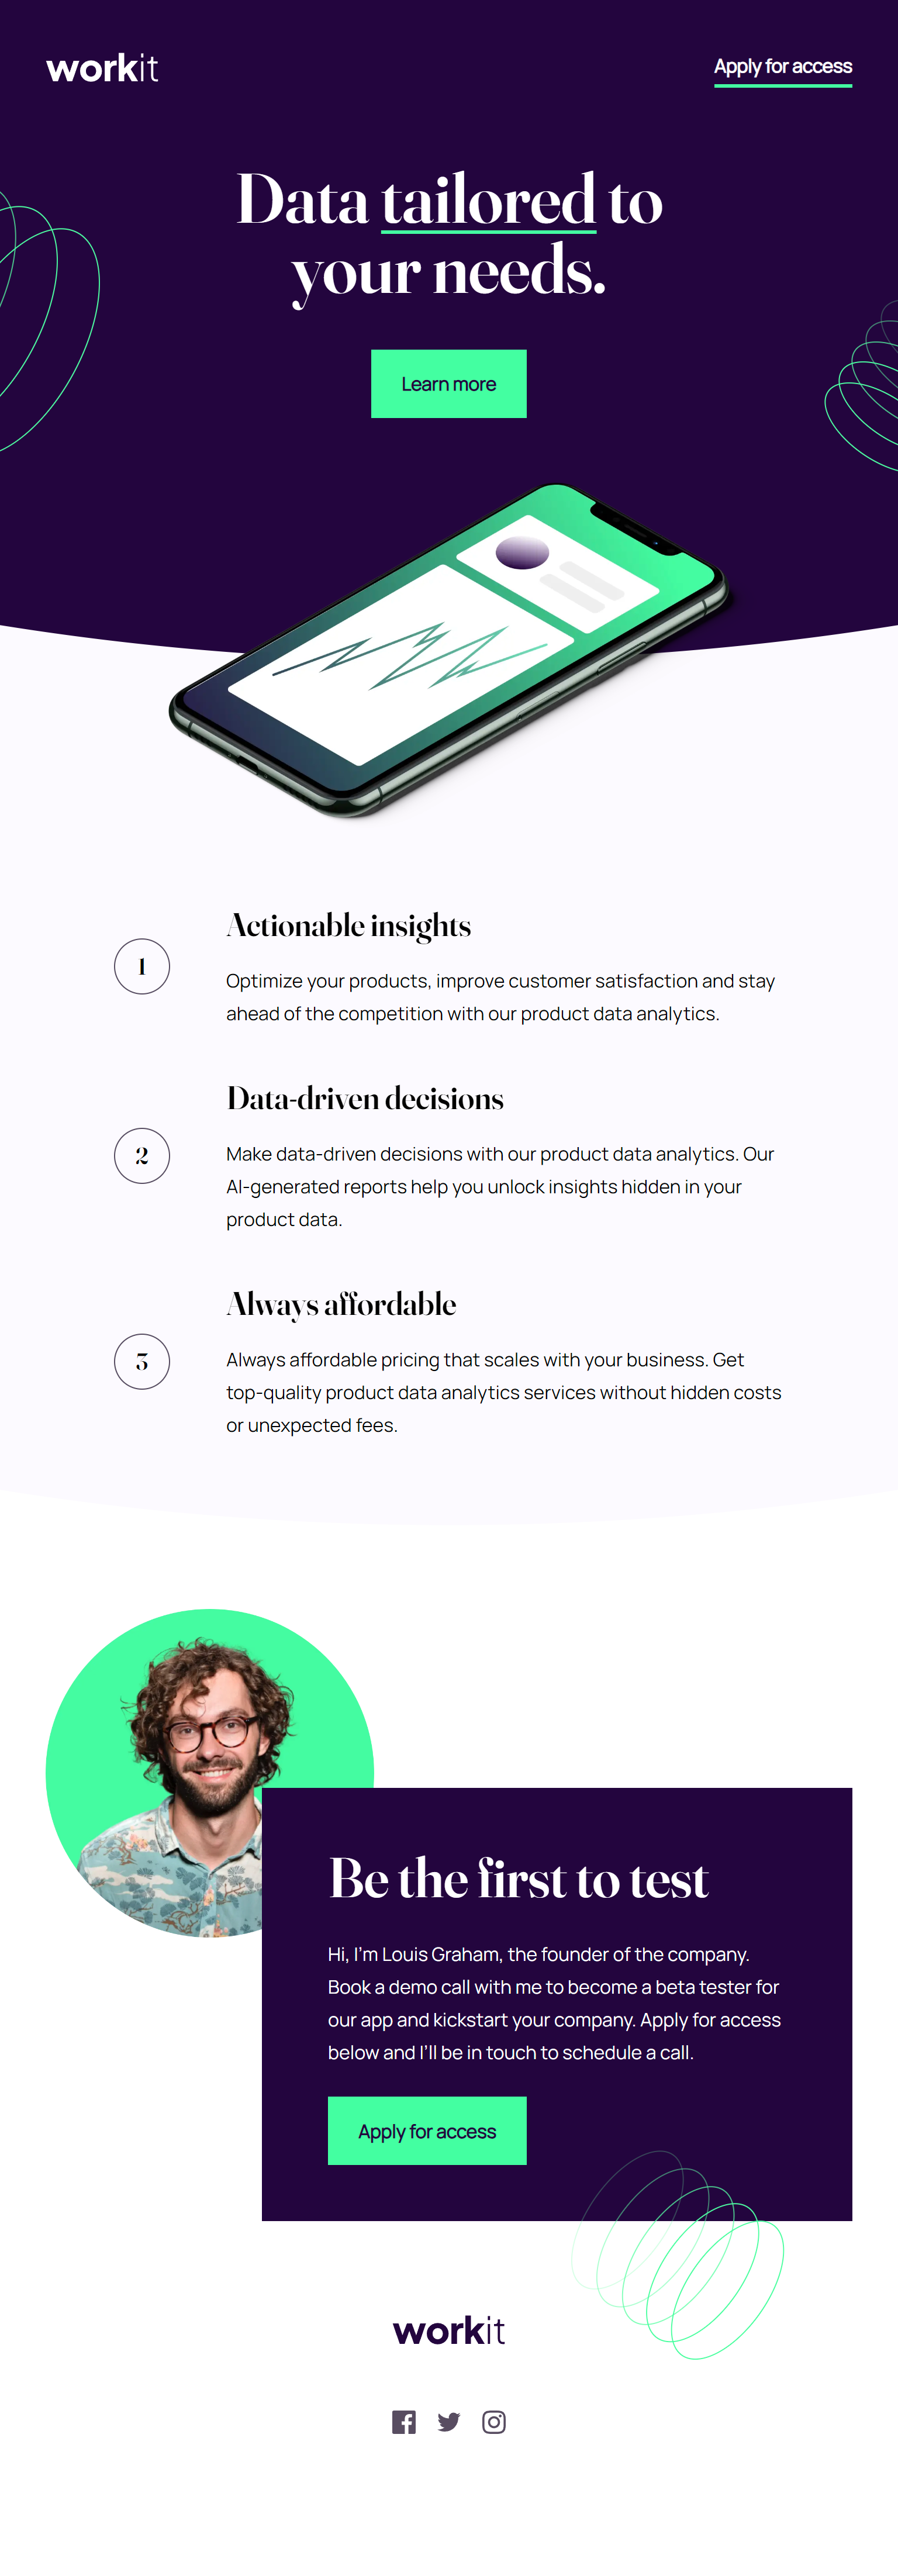 workit
Apply for access
Data tailored to
your needs.
Learn more
Actionable insights
1
Optimize your products, improve customer satisfaction and stay
ahead of the competition with our product data analytics.
Data-driven decisions
2
Make data-driven decisions with our product data analytics. Our
AI-generated reports help you unlock insights hidden in your
product data.
Always affordable
3
Always affordable pricing that scales with your business. Get
top-quality product data analytics services without hidden costs
or unexpected fees.
Be the first to test
Hi, I'm Louis Graham, the founder of the company.
Book a demo call with me to become a beta tester for
our app and kickstart your company. Apply for access
below and I'll be in touch to schedule a call.
Apply for access
workit